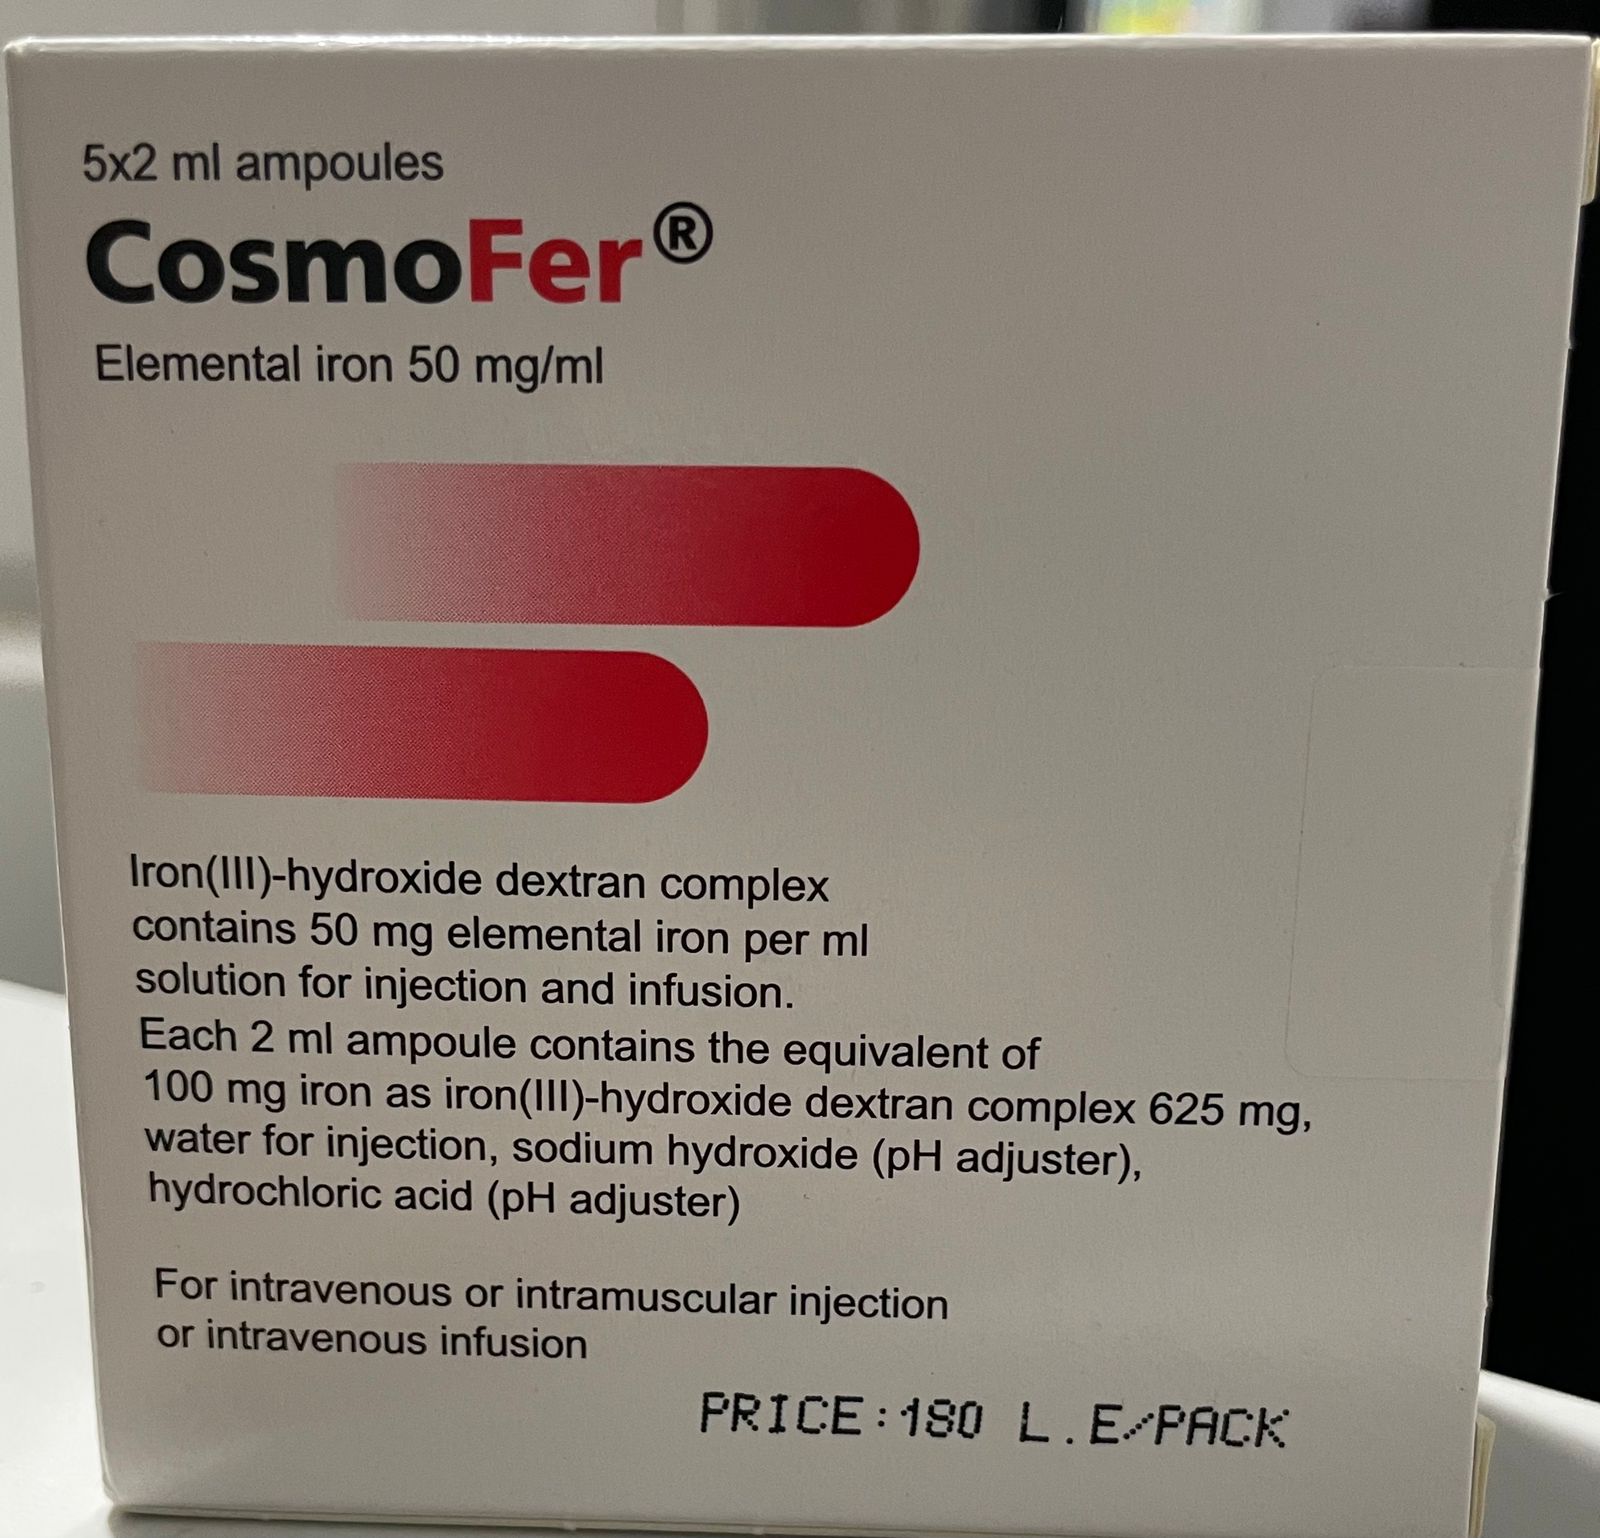 5x2 ml ampoules
CosmoFer®
Elemental iron 50 mg/ml
Iron(III)-hydroxide dextran complex
contains 50 mg elemental iron per ml
solution for injection and infusion.
Each 2 ml ampoule contains the equivalent of
100 mg iron as iron(III)-hydroxide dextran complex 625 mg,
water for injection, sodium hydroxide (pH adjuster),
hydrochloric acid (pH adjuster)
For intravenous or intramuscular injection
or intravenous infusion
PRICE:180 L.E/PACK